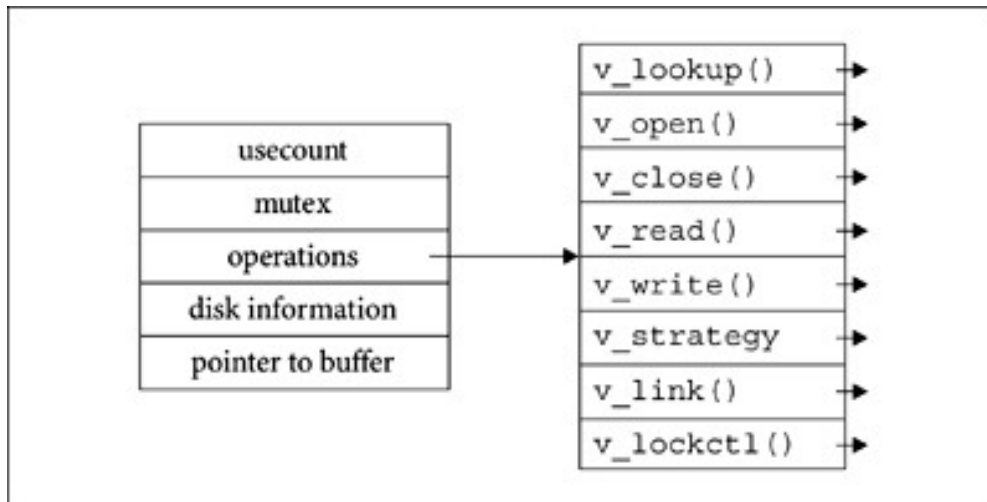 usecount
mutex
operations
disk information
pointer to buffer
v_lookup()
v_open()
v_close()
v_read()
v_write()
v_strategy
v_link()
v_lockctl()